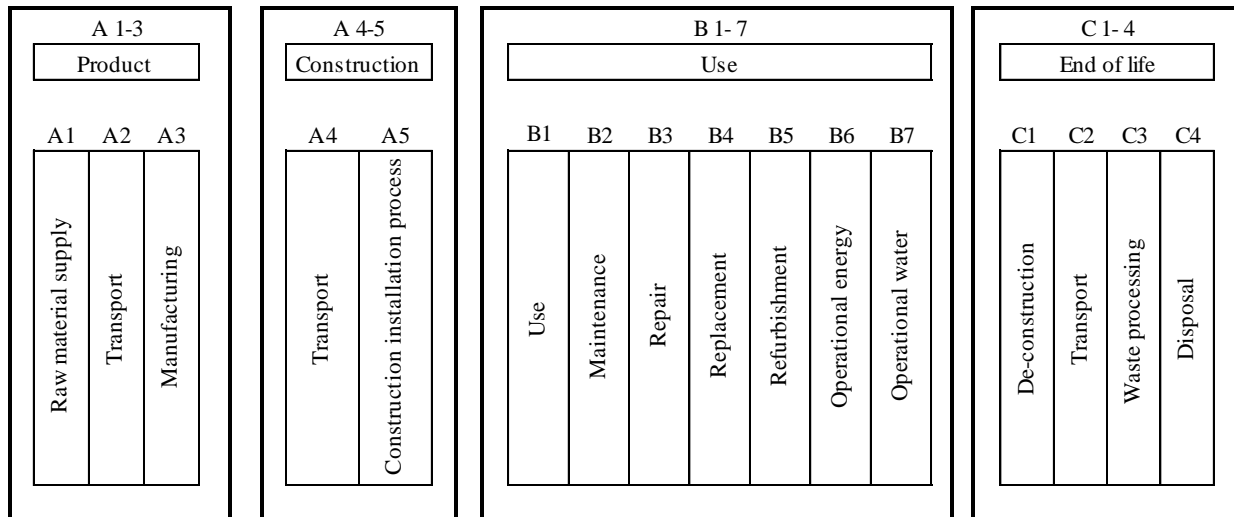 A 1-3
Product
A1 A2 A3
Raw material supply
Transport
Manufacturing
A 4-5
Construction
A4 A5
Transport
Construction installation process
B 1- 7
Use
B1 B2 B3 B4 B5 B6 B7
Use
Maintenance
Repair
Replacement
Refurbishment
Operational energy
Operational water
C 1- 4
End of life
C1 C2 C3 C4
De-construction
Transport
Waste processing
Disposal